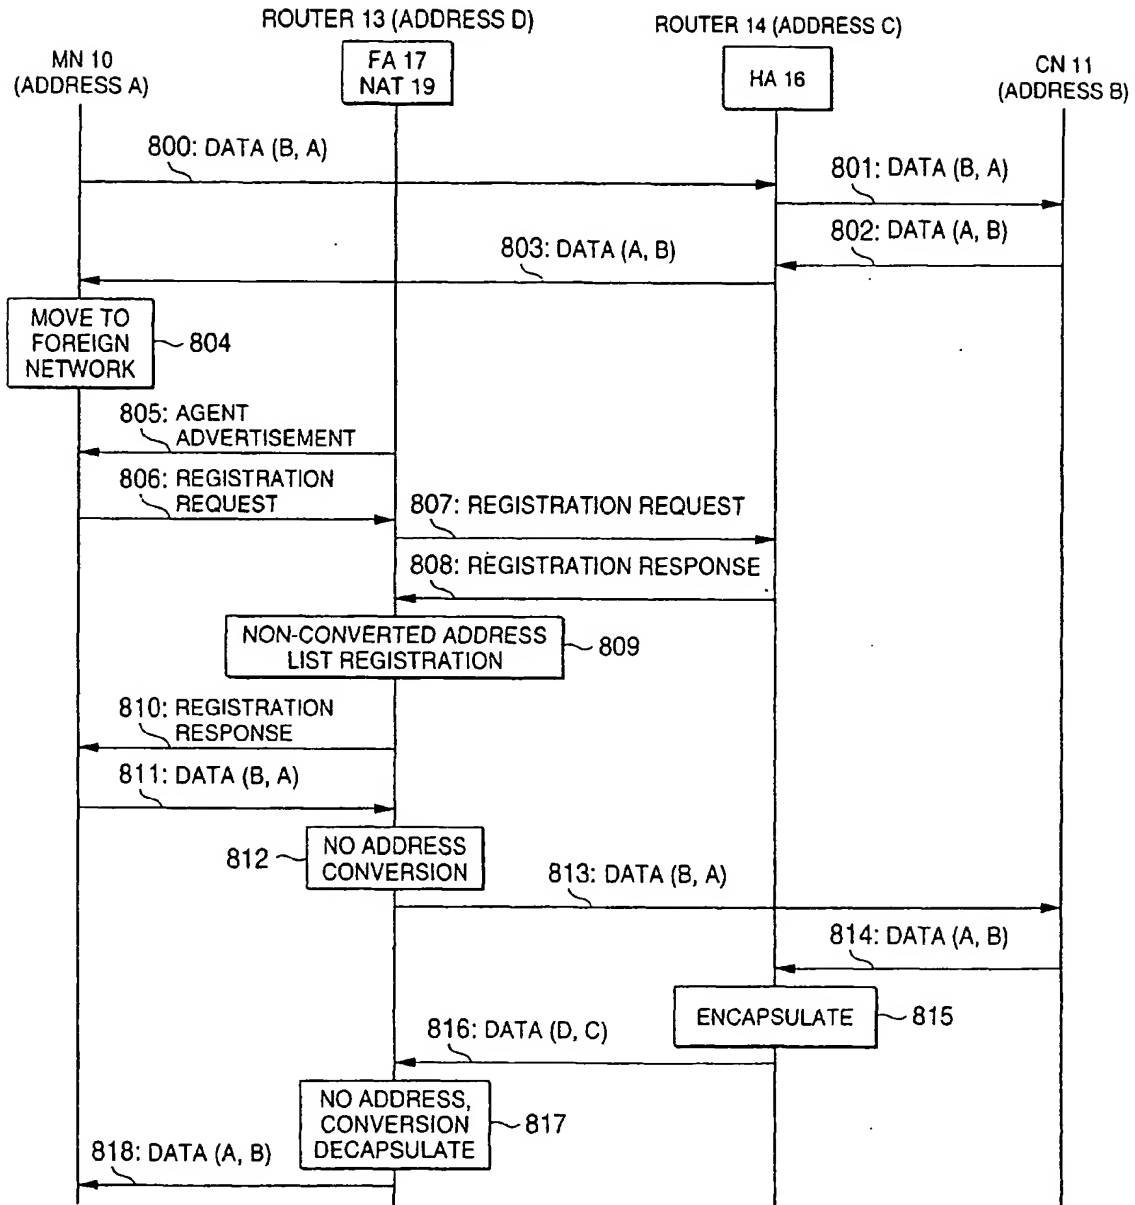 ROUTER 13 (ADDRESS D)
ROUTER 14 (ADDRESS C)
MN 10
(ADDRESS A)
FA 17
NAT 19
HA 16
CN 11
(ADDRESS B)
800: DATA (B, A)
801: DATA (B, A)
802: DATA (A, B)
803: DATA (A, B)
MOVE TO
FOREIGN
NETWORK
804
805: AGENT
ADVERTISEMENT
806: REGISTRATION
REQUEST
807: REGISTRATION REQUEST
808: REGISTRATION RESPONSE
NON-CONVERTED ADDRESS
LIST REGISTRATION
809
810: REGISTRATION
RESPONSE
811: DATA (B, A)
812
NO ADDRESS
CONVERSION
813: DATA (B, A)
814: DATA (A, B)
ENCAPSULATE
815
816: DATA (D, C)
NO ADDRESS,
CONVERSION
DECAPSULATE
817
818: DATA (A, B)